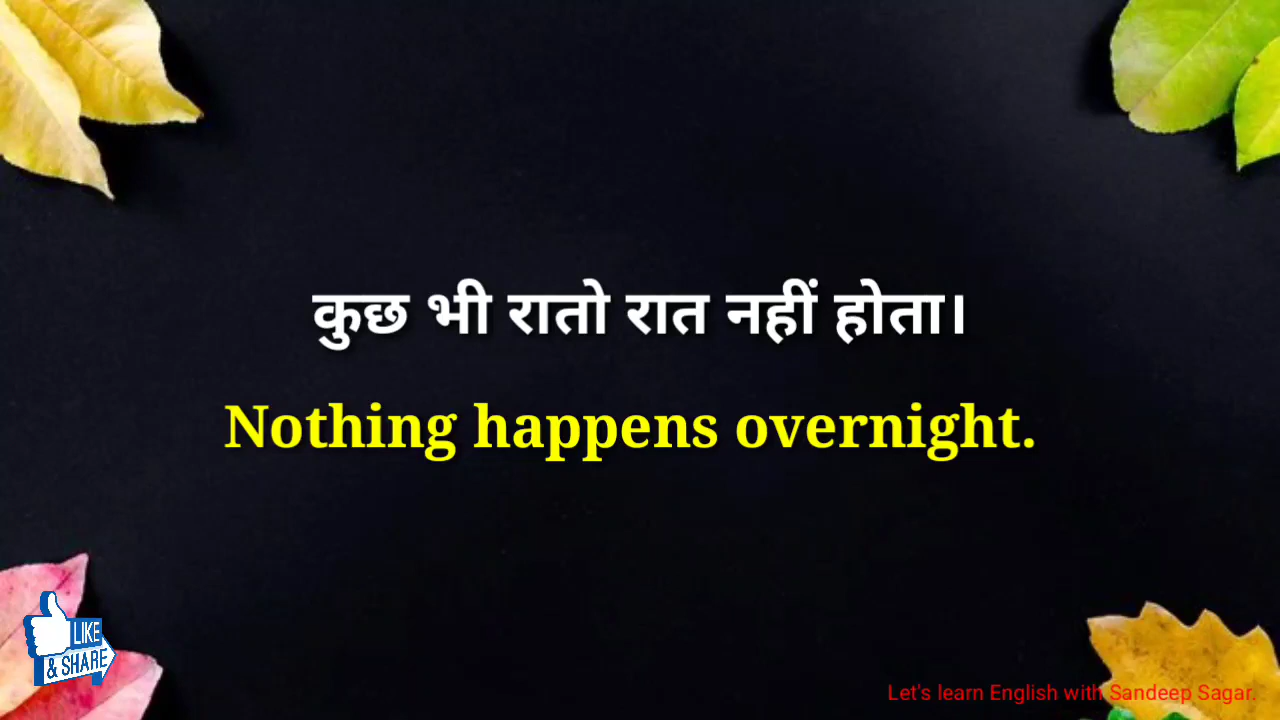 कुछ भी रातो रात नहीं होता।
Nothing happens overnight.
LIKE
& SHARE
Let's learn English with Sandeep Sagar.